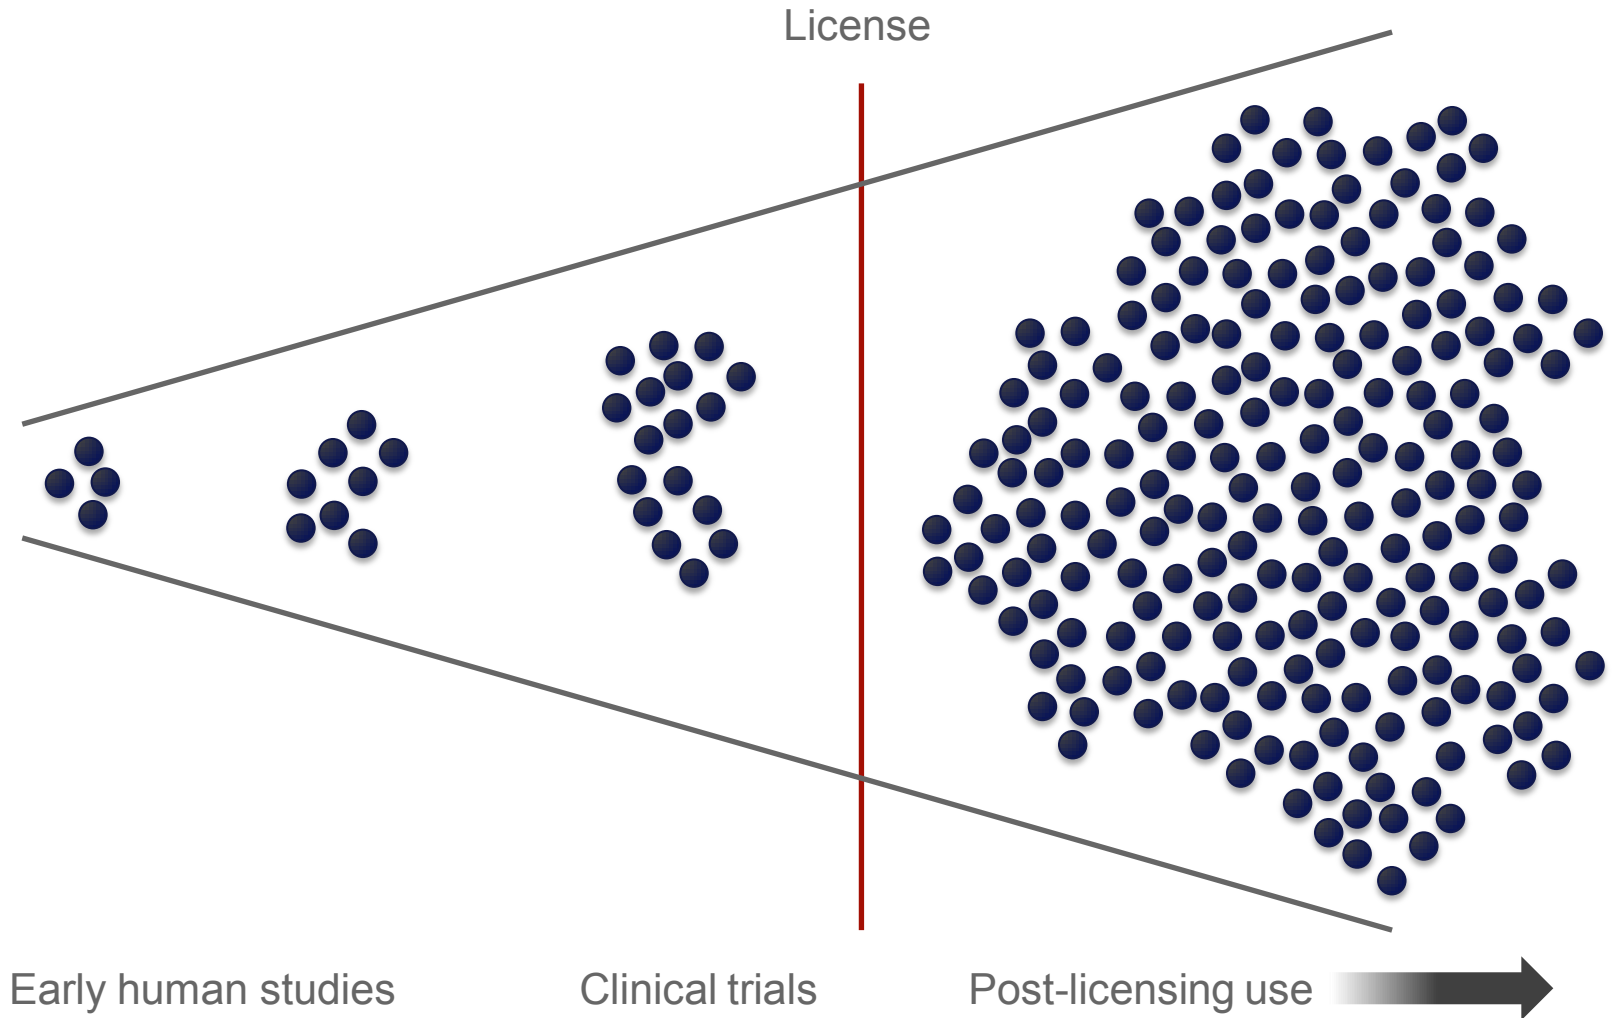 License
Early human studies
Clinical trials
Post-licensing use